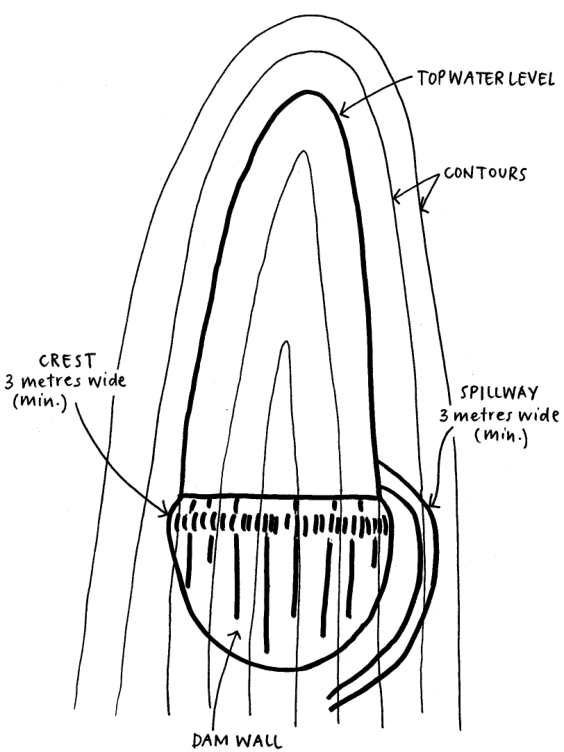 TOP WATER LEVEL
CONTOURS
CREST
3 metres wide
(min.)
SPILLWAY
3 metres wide
(min.)
DAM WALL